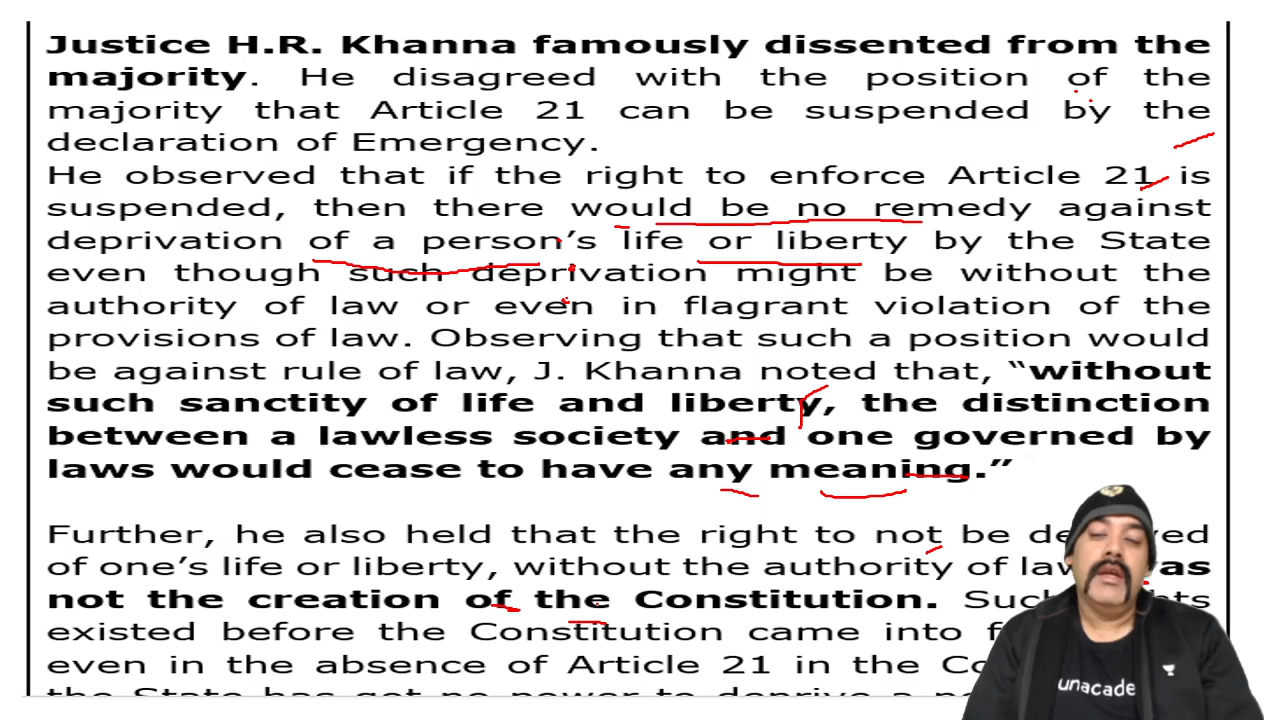 Justice H.R. Khanna famously dissented from the
majority. He disagreed with the position of the
majority that Article 21 can be suspended by the
declaration of Emergency.
He observed that if the right to enforce Article 21 is
suspended, then there would be no remedy against
deprivation of a person’s life or liberty by the State
even though such deprivation might be without the
authority of law or even in flagrant violation of the
provisions of law. Observing that such a position would
be against rule of law, J. Khanna noted that, “without
such sanctity of life and liberty, the distinction
between a lawless society and one governed by
laws would cease to have any meaning.”
Further, he also held that the right to not be
of one’s life or liberty, without the authority of
not the creation of the Constitution.
existed before the Constitution came into
even in the absence of Article 21 in the
the State has got no power to deprive a
unacade